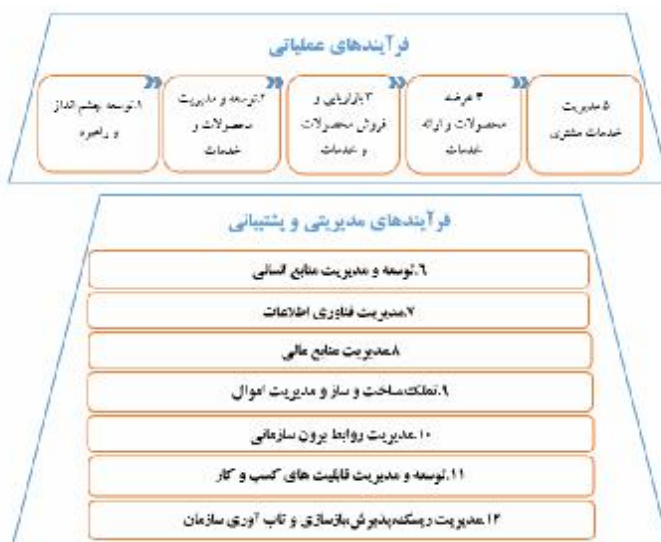 فرآیندهای عملیاتی
۱.توسعه چشم انداز
و راهبرد
۲.توسعه و مدیریت
محصولات و
خدمات
۳.بازاریابی و
فروش محصولات
و خدمات
۴.عرضه
محصولات و ارائه
خدمات
۵.مدیریت
خدمات مشتری
فرآیندهای مدیریتی و پشتیبانی
۶.توسعه و مدیریت منابع انسانی
۷.مدیریت فناوری اطلاعات
۸.مدیریت منابع مالی
۹.تملک،ساخت و ساز و مدیریت اموال
۱۰.مدیریت روابط برون سازمانی
۱۱.توسعه و مدیریت قابلیت های کسب و کار
۱۲.مدیریت ریسک،پذیرش،بازسازی و تاب آوری سازمان